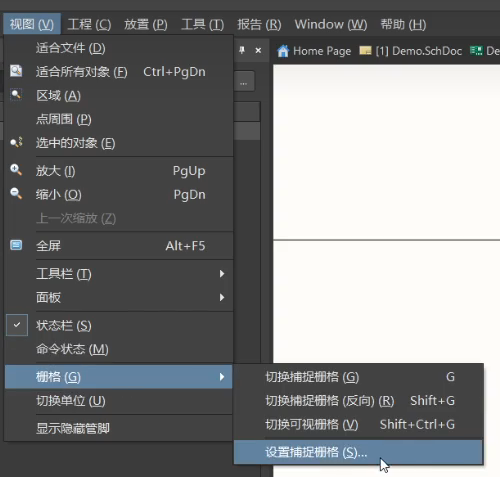 视图 (V) 工程 (C) 放置 (P) 工具 (T) 报告 (R) Window (W) 帮助 (H)
Home Page [1] Demo.SchDoc De
适合文件 (D)
适合所有对象 (F) Ctrl+PgDn
...
区域 (A)
点周围 (P)
选中的对象 (E)
放大 (I) PgUp
缩小 (O) PgDn
上一次缩放 (Z)
全屏 Alt+F5
工具栏 (T)
面板
状态栏 (S)
命令状态 (M)
栅格 (G)
切换单位 (U)
显示隐藏管脚
切换捕捉栅格 (G) G
切换捕捉栅格 (反向) (R) Shift+G
切换可视栅格 (V) Shift+Ctrl+G
设置捕捉栅格 (S)...